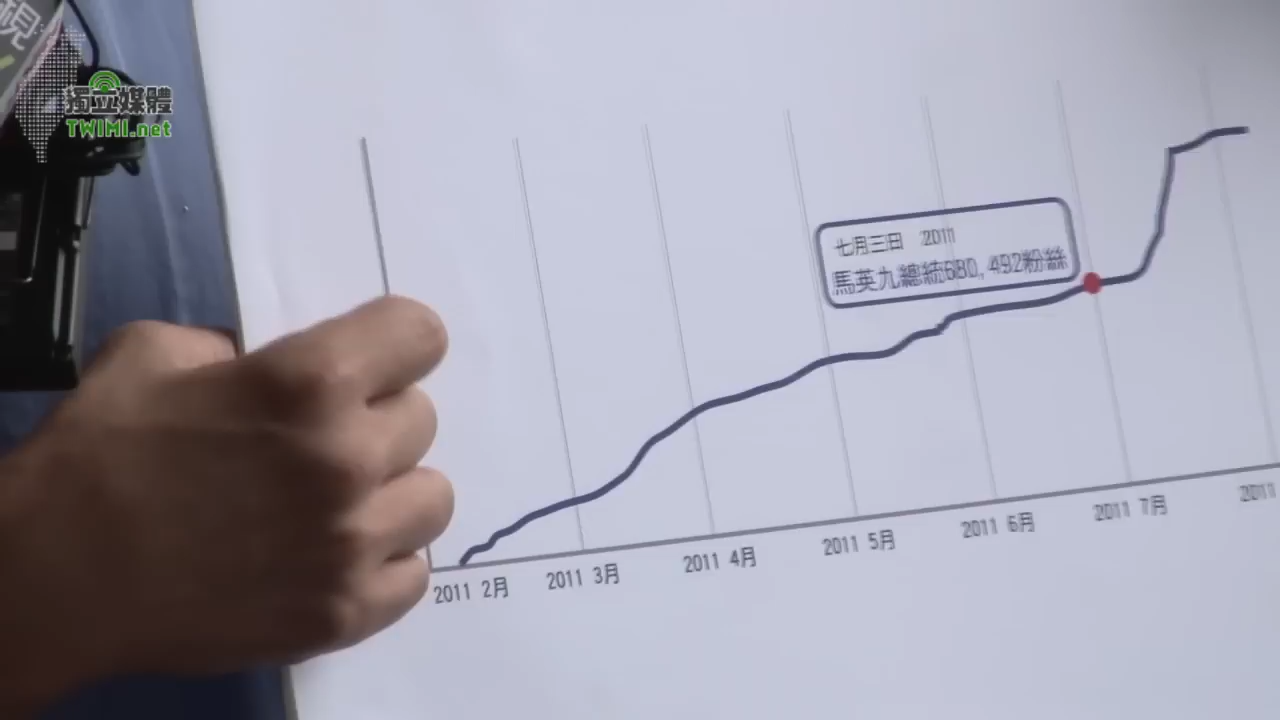 視
獨立媒體
TWIMI.net
七月三日 2011
馬英九總統680,492粉絲
2011 2月
2011 3月
2011 4月
2011 5月
2011 6月
2011 7月
2011